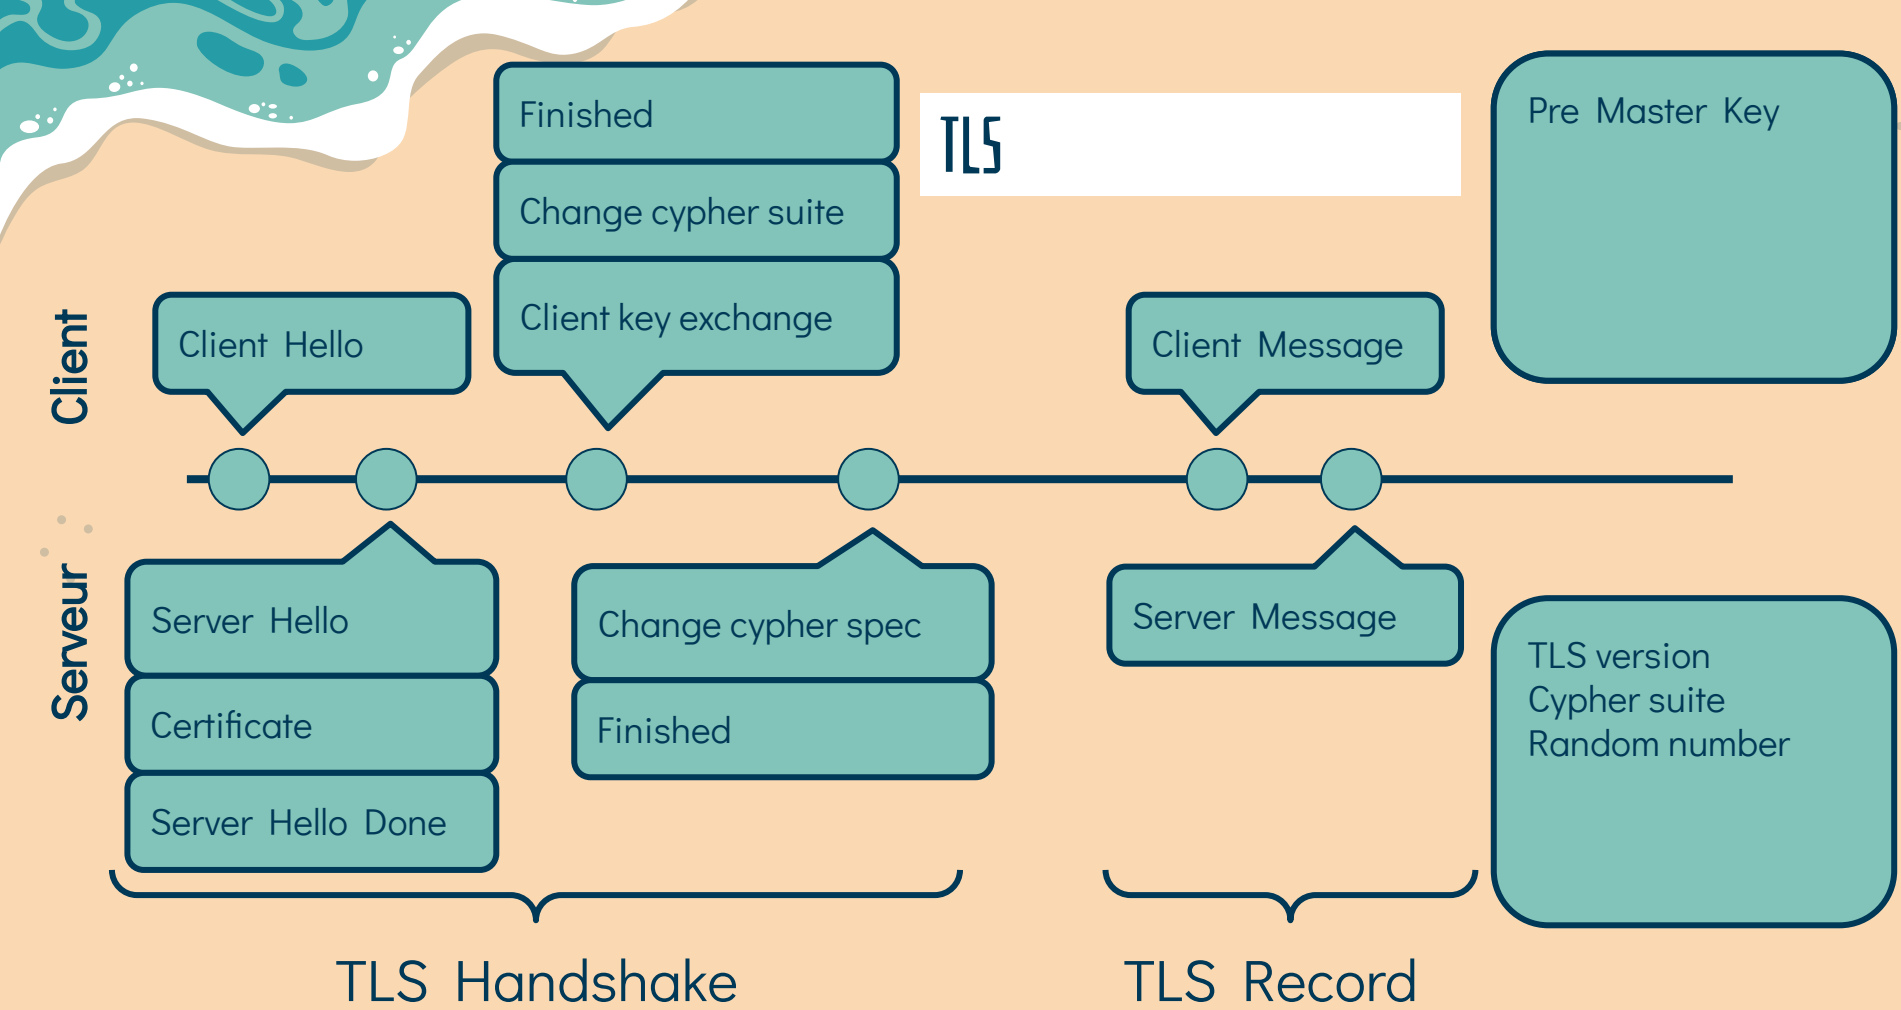 TLS
Finished
Change cypher suite
Client key exchange
Client Hello
Client Message
Pre Master Key
Client
Serveur
Server Hello
Certificate
Server Hello Done
Change cypher spec
Finished
Server Message
TLS version
Cypher suite
Random number
TLS Handshake
TLS Record